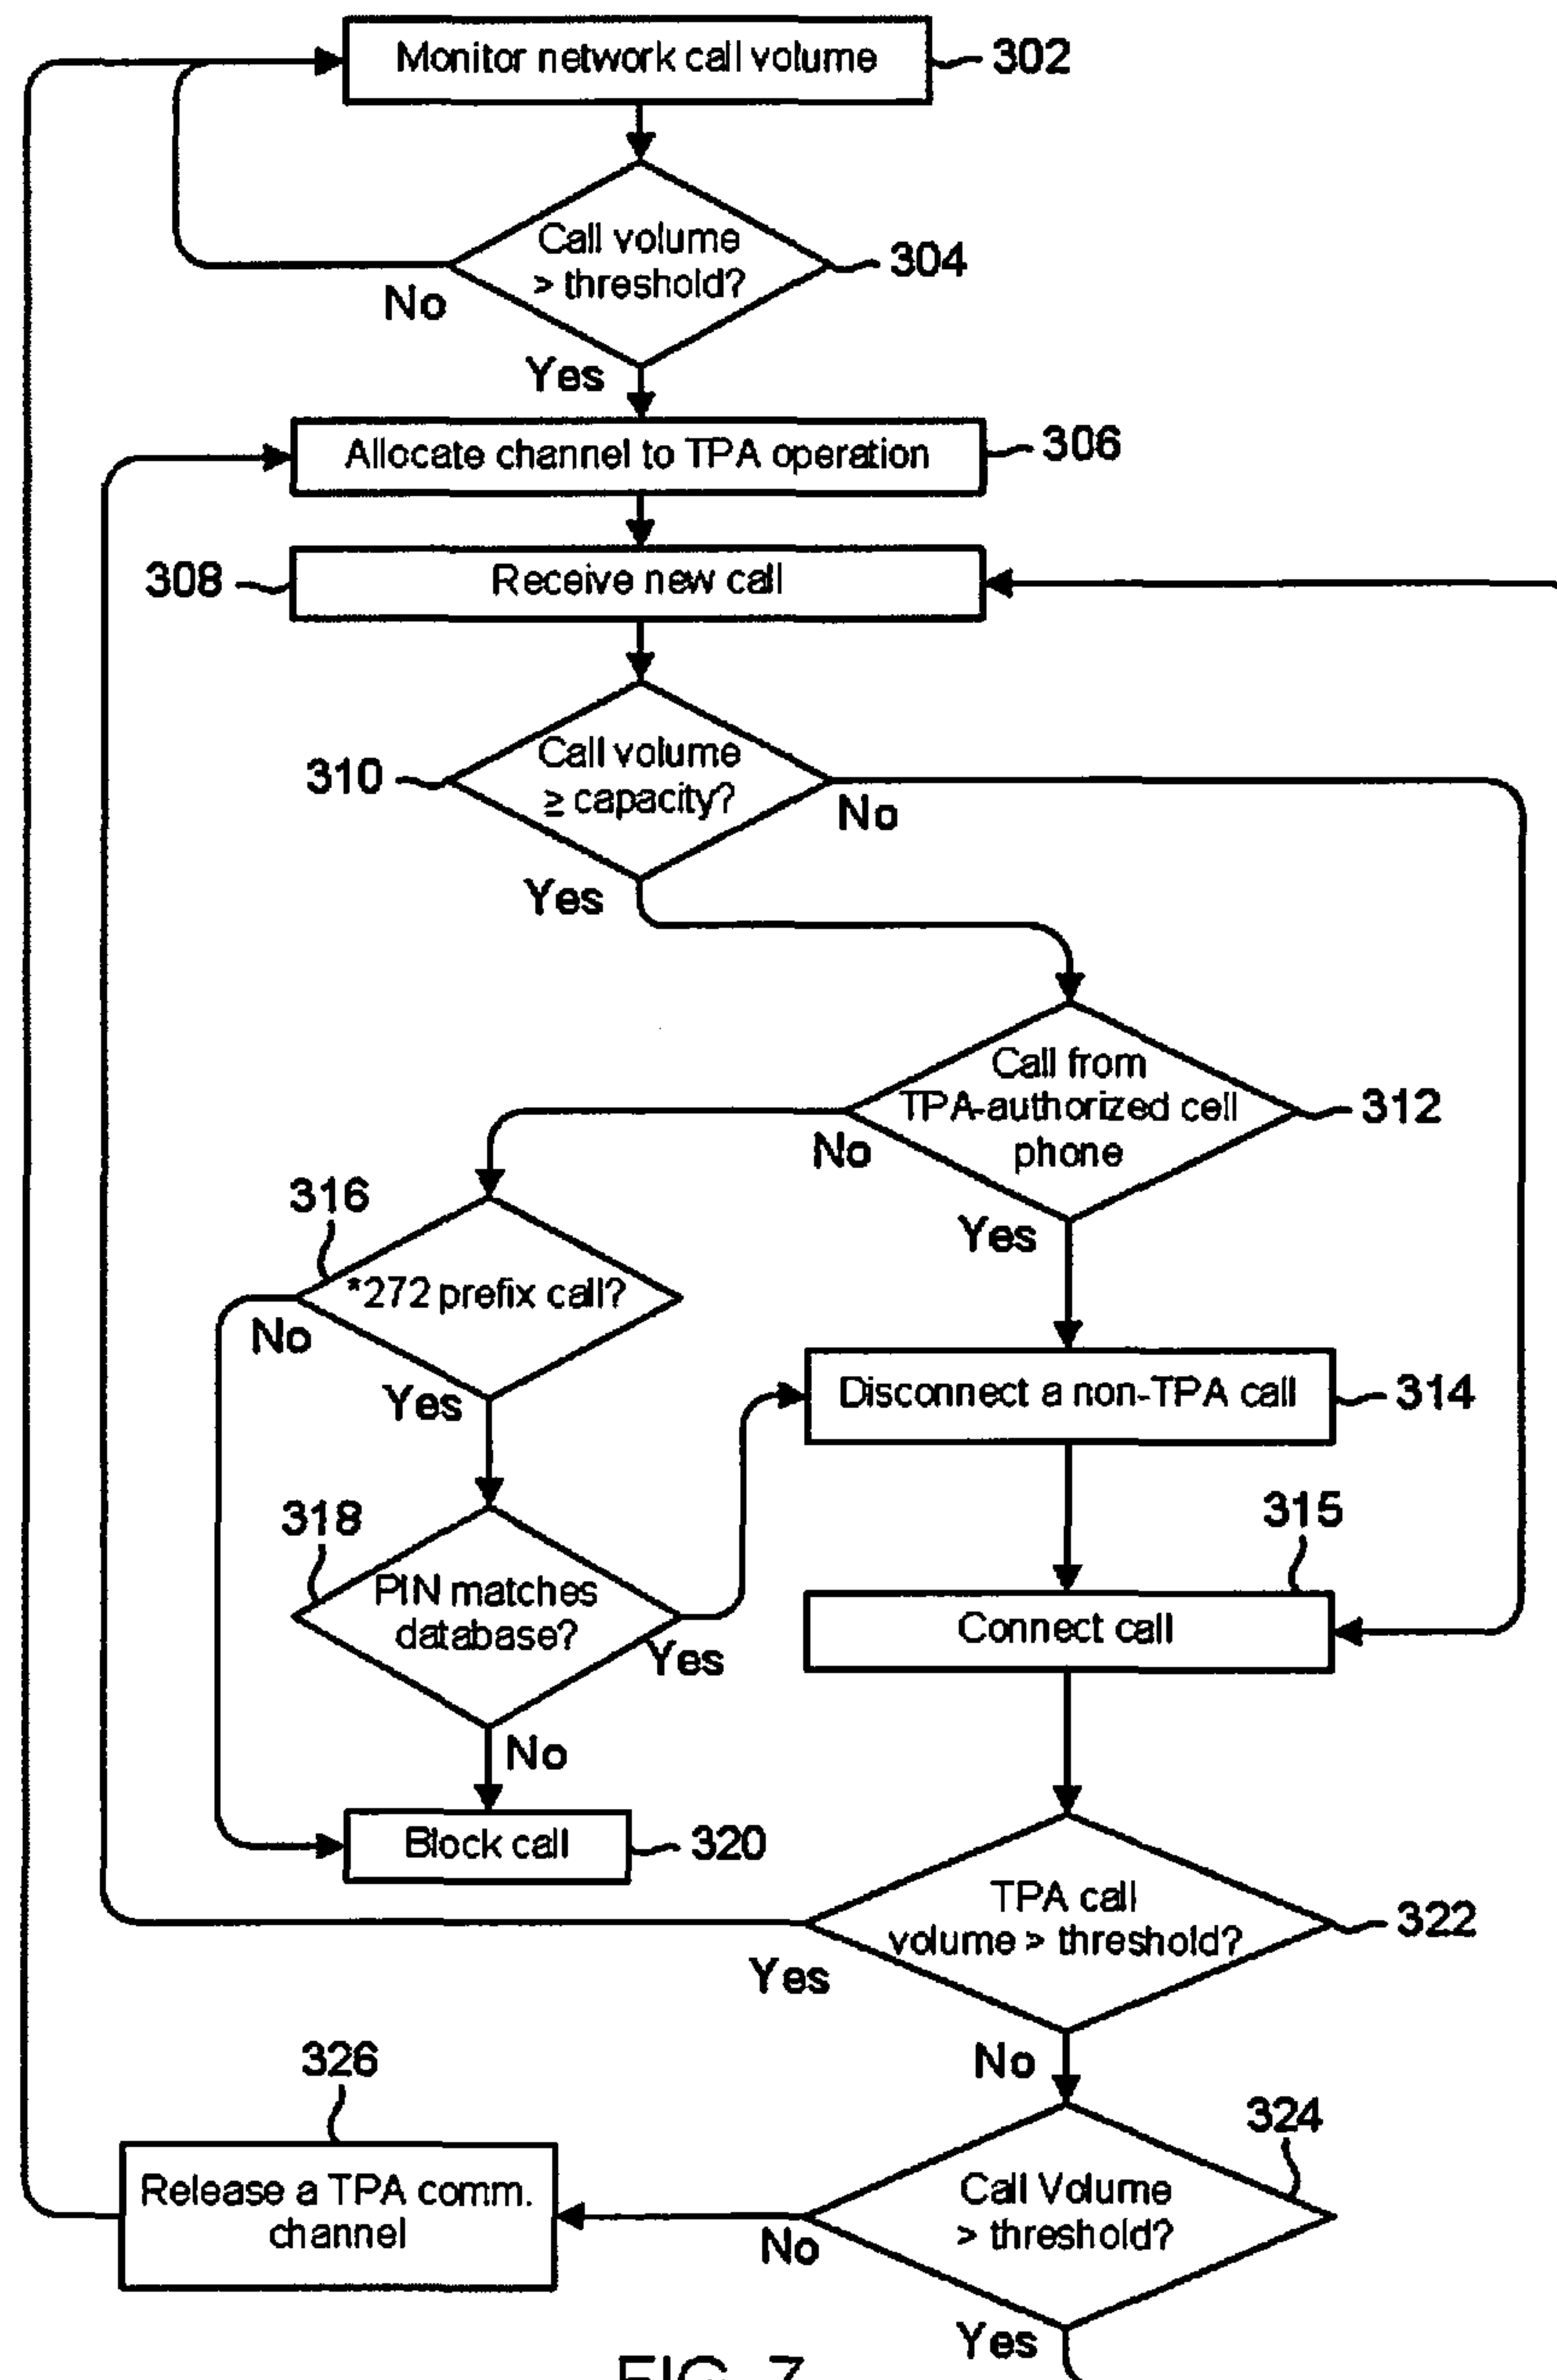 Monitor network call volume
302
Call volume
> threshold?
304
No
Yes
Allocate channel to TPA operation
306
308
Receive new call
310
Call volume
≥ capacity?
No
Yes
Call from
TPA-authorized cell
phone
312
No
Yes
316
*272 prefix call?
No
Yes
Disconnect a non-TPA call
314
318
PIN matches
database?
Yes
No
315
Connect call
Block call
320
TPA call
volume > threshold?
322
Yes
No
326
Release a TPA comm.
channel
324
Call Volume
> threshold?
No
Yes
FIG. 7